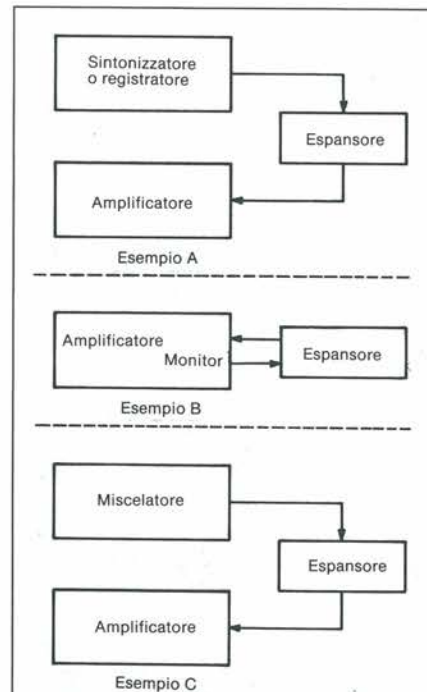 Sintonizzatore
o registratore
Espansore
Amplificatore
Esempio A
Amplificatore
Monitor
Espansore
Esempio B
Miscelatore
Espansore
Amplificatore
Esempio C